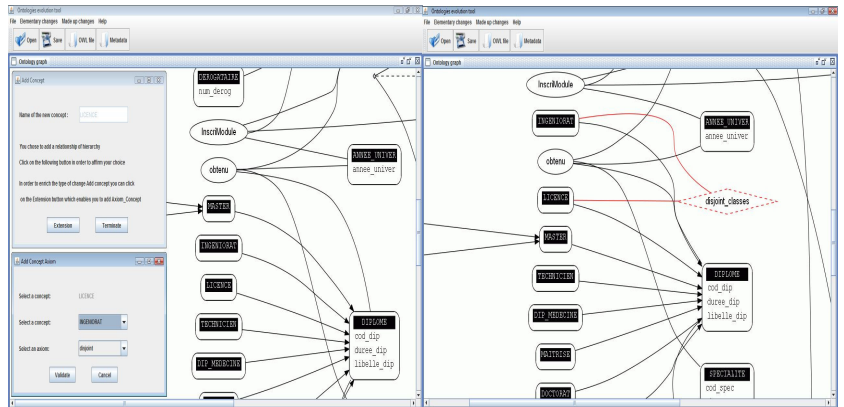 Ontologies evolution tool
File Elementary changes Made up changes Help
Open Save OWL file Metadata
Ontology graph
Add Concept
Name of the new concept : LICENCE
You chose to add a relationship of hierarchy
Click on the following button in order to affirm your choice
In order to enrich the type of change Add concept you can click
on the Extension button which enables you to add Axiom_Concept
Extension Terminate
Add Concept Axiom
Select a concept: LICENCE
Select a concept: INGENIORAT
Select an axiom: disjoint
Validate Cancel
DEROGATAIRE
num_derog
InscriModule
ANNEE_UNIVER
annee_univer
obtenu
MASTER
INGENIORAT
LICENCE
TECHNICIEN
DIP_MEDECINE
DIPLOME
cod_dip
duree_dip
libelle_dip
Ontologies evolution tool
File Elementary changes Made up changes Help
Open Save OWL file Metadata
Ontology graph
InscriModule
INGENIORAT
ANNEE_UNIVER
annee_univer
obtenu
LICENCE
disjoint_classes
MASTER
TECHNICIEN
DIPLOME
cod_dip
duree_dip
libelle_dip
DIP_MEDECINE
MAITRISE
SPECIALITE
cod_spec
DOCTORAT